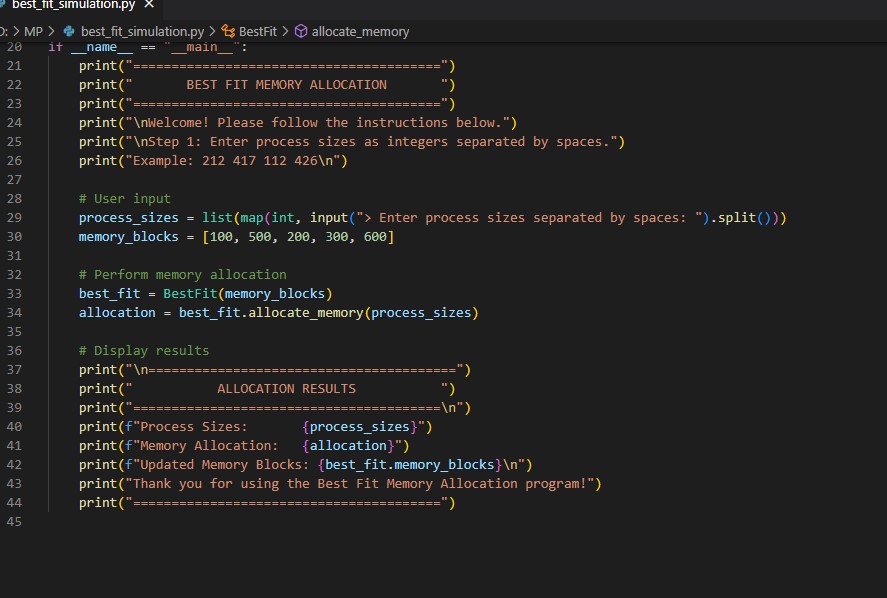 best_fit_simulation.py ×
D: > MP > best_fit_simulation.py > BestFit > allocate_memory
20 if __name__ == "__main__":
21     print("========================================")
22     print("       BEST FIT MEMORY ALLOCATION       ")
23     print("========================================")
24     print("\nWelcome! Please follow the instructions below.")
25     print("\nStep 1: Enter process sizes as integers separated by spaces.")
26     print("Example: 212 417 112 426\n")
27
28     # User input
29     process_sizes = list(map(int, input("> Enter process sizes separated by spaces: ").split()))
30     memory_blocks = [100, 500, 200, 300, 600]
31
32     # Perform memory allocation
33     best_fit = BestFit(memory_blocks)
34     allocation = best_fit.allocate_memory(process_sizes)
35
36     # Display results
37     print("\n========================================")
38     print("           ALLOCATION RESULTS           ")
39     print("========================================\n")
40     print(f"Process Sizes:       {process_sizes}")
41     print(f"Memory Allocation:   {allocation}")
42     print(f"Updated Memory Blocks: {best_fit.memory_blocks}\n")
43     print("Thank you for using the Best Fit Memory Allocation program!")
44     print("========================================")
45